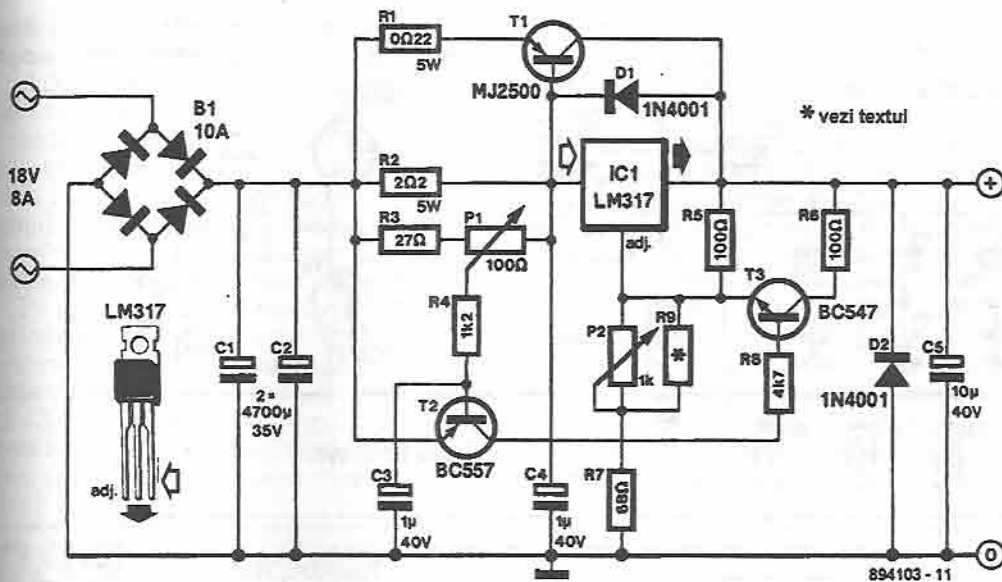 R1
0Ω22
5W
T1
MJ2500
D1
1N4001
* vezi textul
B1
10A
18V
8A
R2
2Ω2
5W
R3
27Ω
P1
100Ω
IC1
LM317
adj.
R5
100Ω
R6
100Ω
+
R4
1k2
T3
BC547
P2
1k
R9
*
R8
4k7
D2
1N4001
C5
10µ
40V
LM317
adj.
C1
C2
2 =
4700µ
35V
T2
BC557
C3
1µ
40V
C4
1µ
40V
R7
68Ω
0
894103 - 11